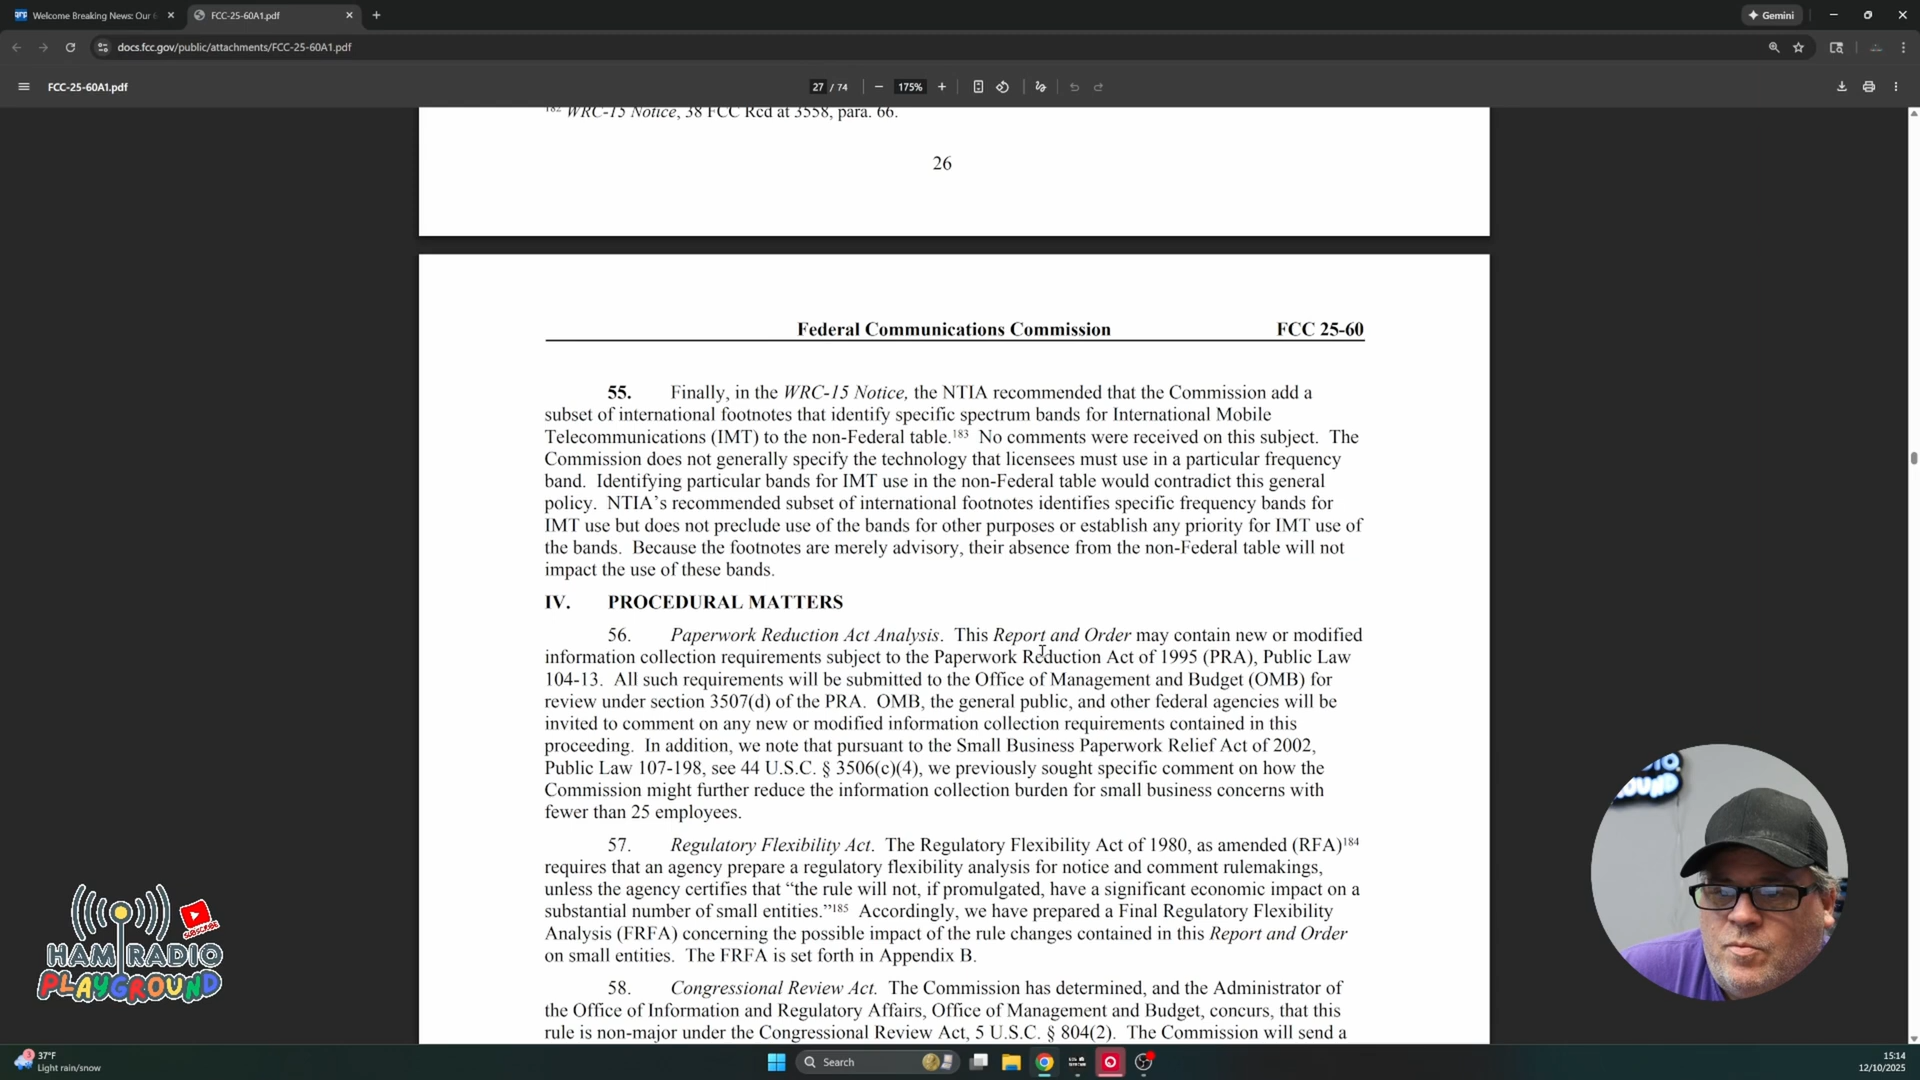 Welcome Breaking News: Our
FCC-25-60A1.pdf
Gemini
docs.fcc.gov/public/attachments/FCC-25-60A1.pdf
FCC-25-60A1.pdf
27 / 74
175%
182 WRC-15 Notice, 38 FCC Rcd at 3558, para. 66.
26
Federal Communications Commission FCC 25-60
55. Finally, in the WRC-15 Notice, the NTIA recommended that the Commission add a
subset of international footnotes that identify specific spectrum bands for International Mobile
Telecommunications (IMT) to the non-Federal table.183 No comments were received on this subject. The
Commission does not generally specify the technology that licensees must use in a particular frequency
band. Identifying particular bands for IMT use in the non-Federal table would contradict this general
policy. NTIA’s recommended subset of international footnotes identifies specific frequency bands for
IMT use but does not preclude use of the bands for other purposes or establish any priority for IMT use of
the bands. Because the footnotes are merely advisory, their absence from the non-Federal table will not
impact the use of these bands.
IV. PROCEDURAL MATTERS
56. Paperwork Reduction Act Analysis. This Report and Order may contain new or modified
information collection requirements subject to the Paperwork Reduction Act of 1995 (PRA), Public Law
104-13. All such requirements will be submitted to the Office of Management and Budget (OMB) for
review under section 3507(d) of the PRA. OMB, the general public, and other federal agencies will be
invited to comment on any new or modified information collection requirements contained in this
proceeding. In addition, we note that pursuant to the Small Business Paperwork Relief Act of 2002,
Public Law 107-198, see 44 U.S.C. § 3506(c)(4), we previously sought specific comment on how the
Commission might further reduce the information collection burden for small business concerns with
fewer than 25 employees.
57. Regulatory Flexibility Act. The Regulatory Flexibility Act of 1980, as amended (RFA)184
requires that an agency prepare a regulatory flexibility analysis for notice and comment rulemakings,
unless the agency certifies that “the rule will not, if promulgated, have a significant economic impact on a
substantial number of small entities.”185 Accordingly, we have prepared a Final Regulatory Flexibility
Analysis (FRFA) concerning the possible impact of the rule changes contained in this Report and Order
on small entities. The FRFA is set forth in Appendix B.
58. Congressional Review Act. The Commission has determined, and the Administrator of
the Office of Information and Regulatory Affairs, Office of Management and Budget, concurs, that this
rule is non-major under the Congressional Review Act, 5 U.S.C. § 804(2). The Commission will send a
SUBSCRIBE
HAM RADIO
PLAYGROUND
37°F
Light rain/snow
Search
15:14
12/10/2025